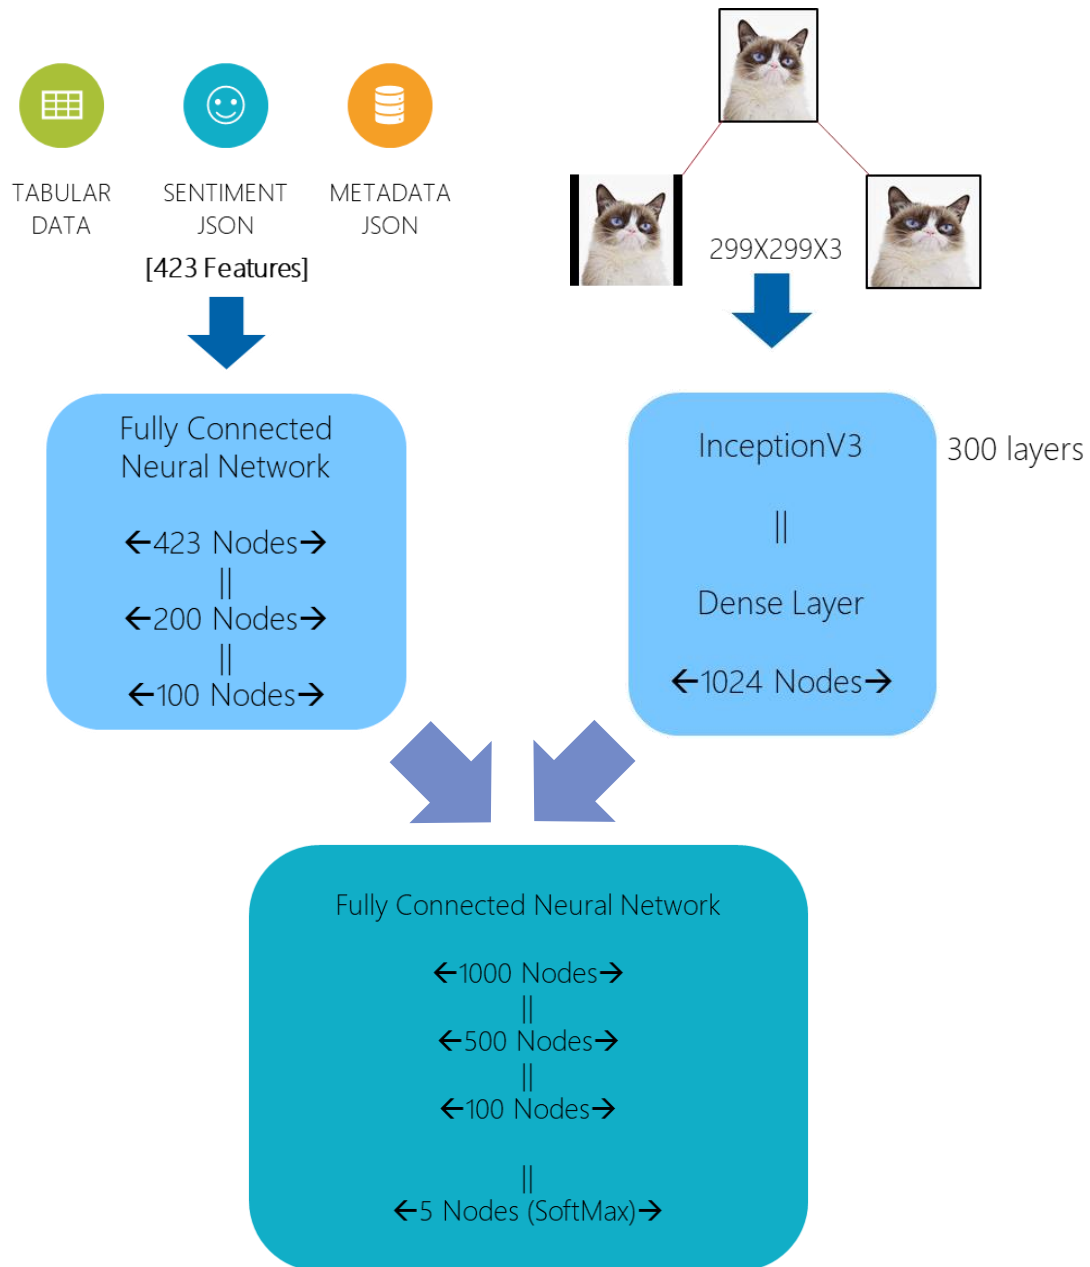 TABULAR
DATA
SENTIMENT
JSON
METADATA
JSON
[423 Features]
299X299X3
Fully Connected
Neural Network
←423 Nodes→
||
←200 Nodes→
||
←100 Nodes→
InceptionV3
||
Dense Layer
←1024 Nodes→
300 layers
Fully Connected Neural Network
←1000 Nodes→
||
←500 Nodes→
||
←100 Nodes→
||
←5 Nodes (SoftMax)→